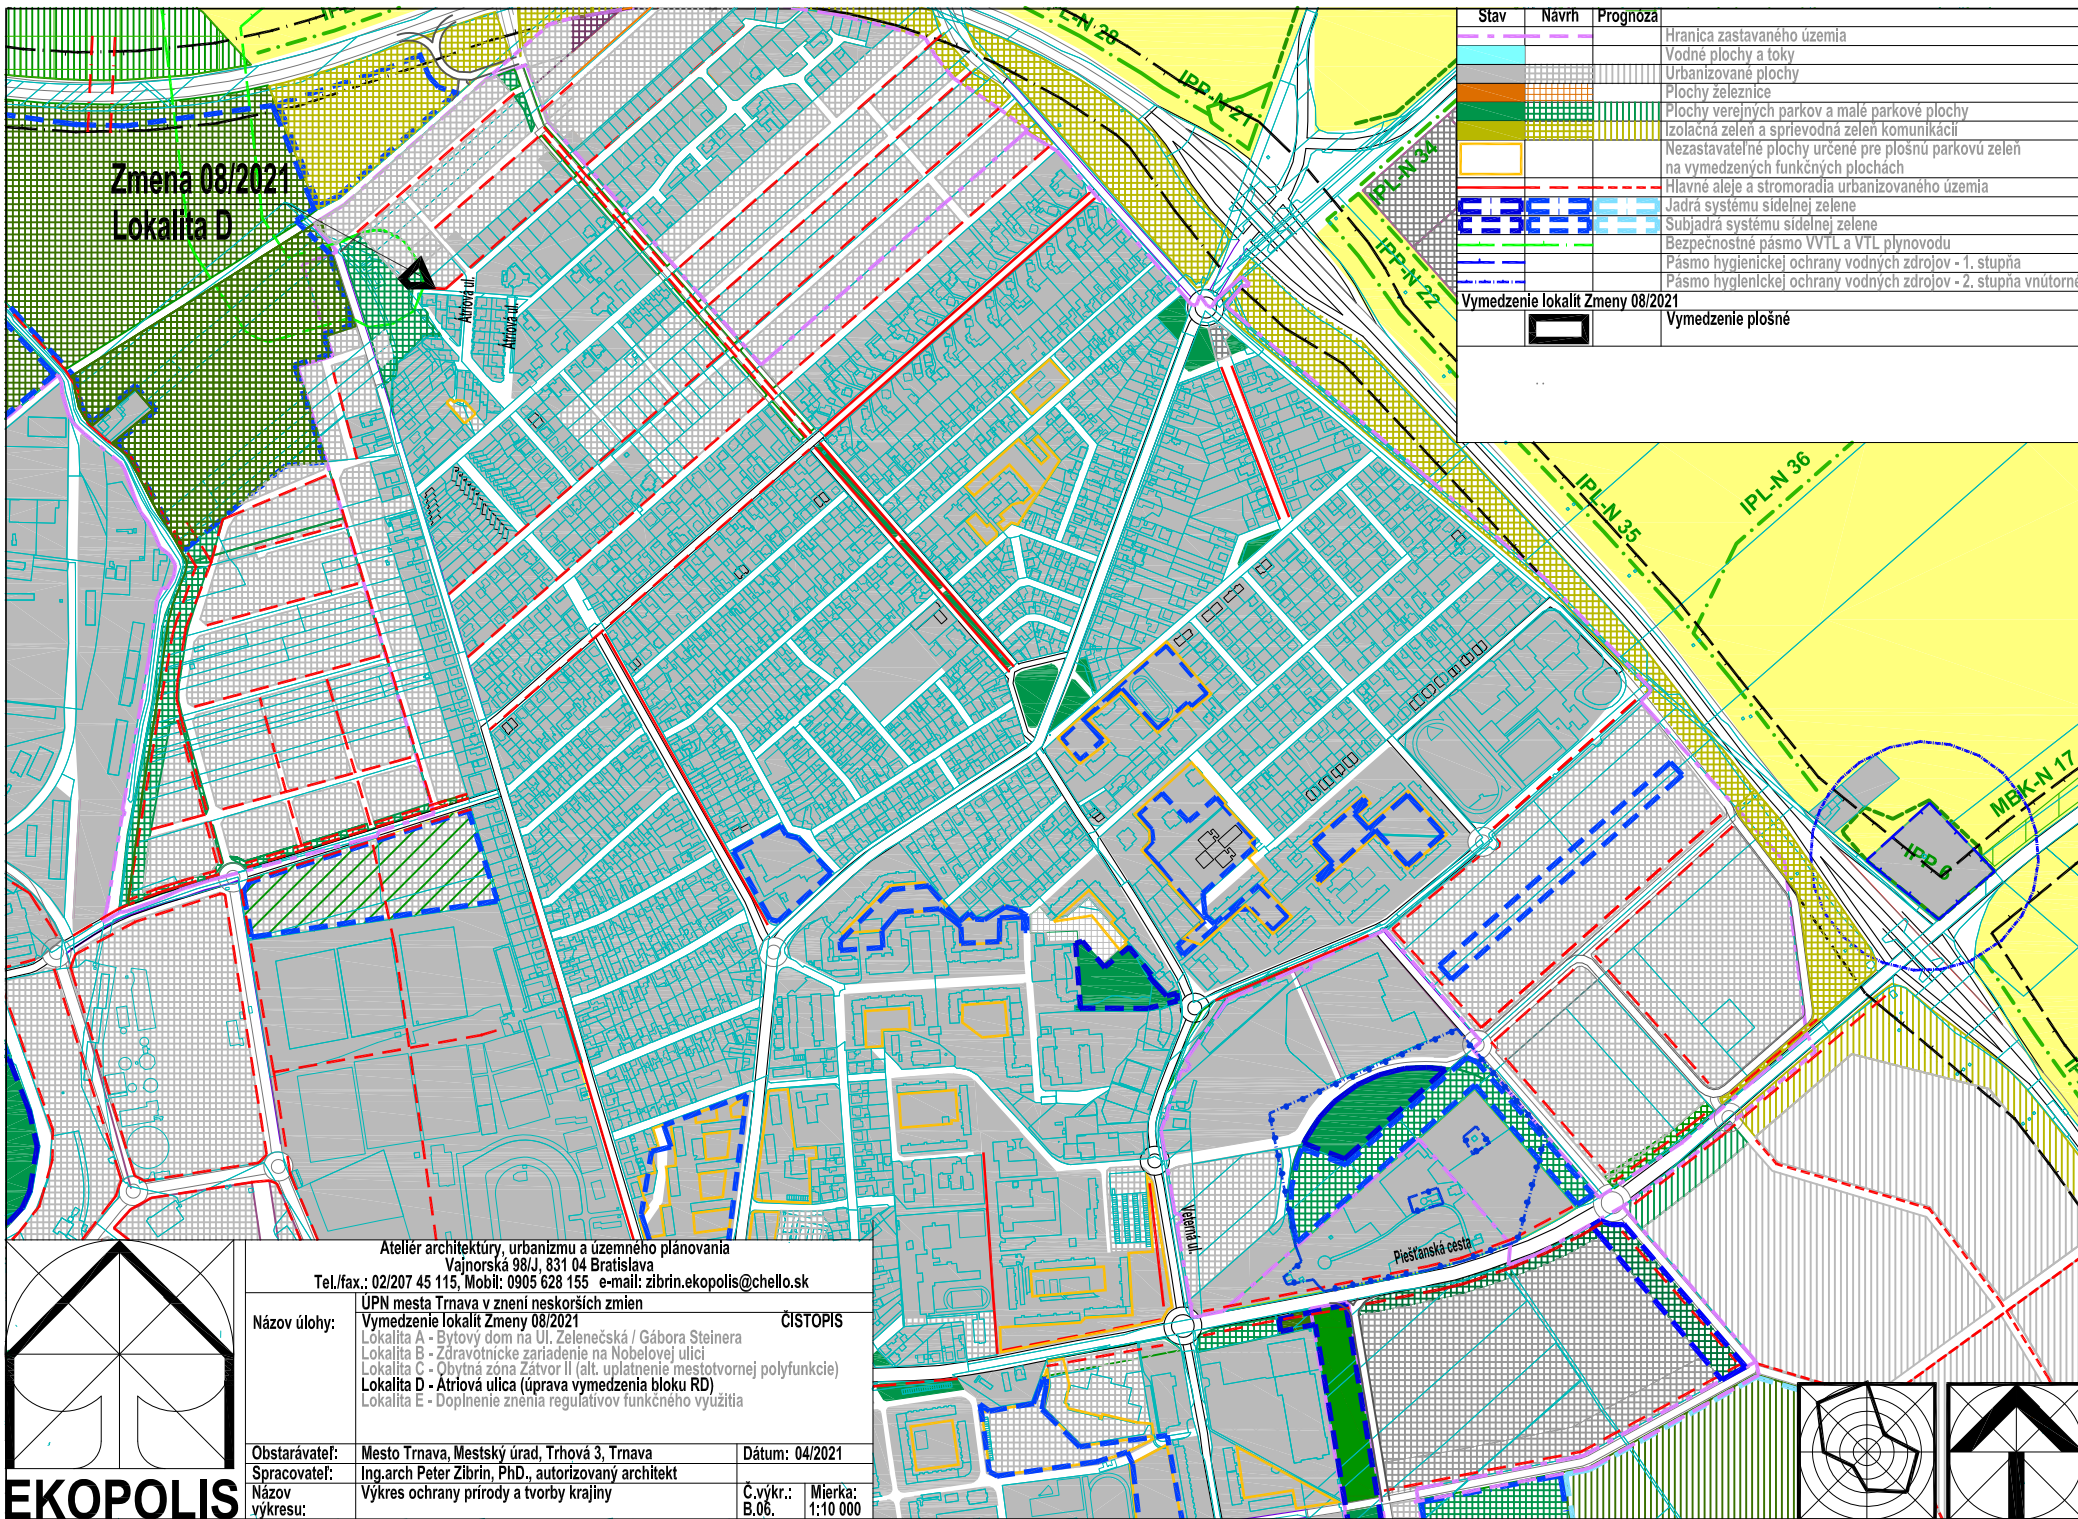 Zmena 08/2021
Lokalita D
Atriová ul.
Atriová ul.
IPP-N 21
IPL-N 34
IPP-N 22
IPL-N 35
IPL-N 36
MBK-N 17
IPP 6
Veterná ul.
Piešťanská cesta
Stav Návrh Prognóza
Hranica zastavaného územia
Vodné plochy a toky
Urbanizované plochy
Plochy železnice
Plochy verejných parkov a malé parkové plochy
Izolačná zeleň a sprievodná zeleň komunikácií
Nezastavateľné plochy určené pre plošnú parkovú zeleň
na vymedzených funkčných plochách
Hlavné aleje a stromoradia urbanizovaného územia
Jadrá systému sídelnej zelene
Subjadrá systému sídelnej zelene
Bezpečnostné pásmo VVTL a VTL plynovodu
Pásmo hygienickej ochrany vodných zdrojov - 1. stupňa
Pásmo hygienickej ochrany vodných zdrojov - 2. stupňa vnútorné
Vymedzenie lokalít Zmeny 08/2021
Vymedzenie plošné
Ateliér architektúry, urbanizmu a územného plánovania
Vajnorská 98/J, 831 04 Bratislava
Tel./fax.: 02/207 45 115, Mobil: 0905 628 155 e-mail: zibrin.ekopolis@chello.sk
Názov úlohy:
ÚPN mesta Trnava v znení neskorších zmien
Vymedzenie lokalít Zmeny 08/2021 ČISTOPIS
Lokalita A - Bytový dom na Ul. Zelenečská / Gábora Steinera
Lokalita B - Zdravotnícke zariadenie na Nobelovej ulici
Lokalita C - Obytná zóna Zátvor II (alt. uplatnenie mestotvornej polyfunkcie)
Lokalita D - Átriová ulica (úprava vymedzenia bloku RD)
Lokalita E - Doplnenie znenia regulatívov funkčného využitia
Obstarávateľ: Mesto Trnava, Mestský úrad, Trhová 3, Trnava Dátum: 04/2021
Spracovateľ: Ing.arch Peter Zibrin, PhD., autorizovaný architekt
Názov výkresu: Výkres ochrany prírody a tvorby krajiny Č.výkr.: B.06. Mierka: 1:10 000
EKOPOLIS